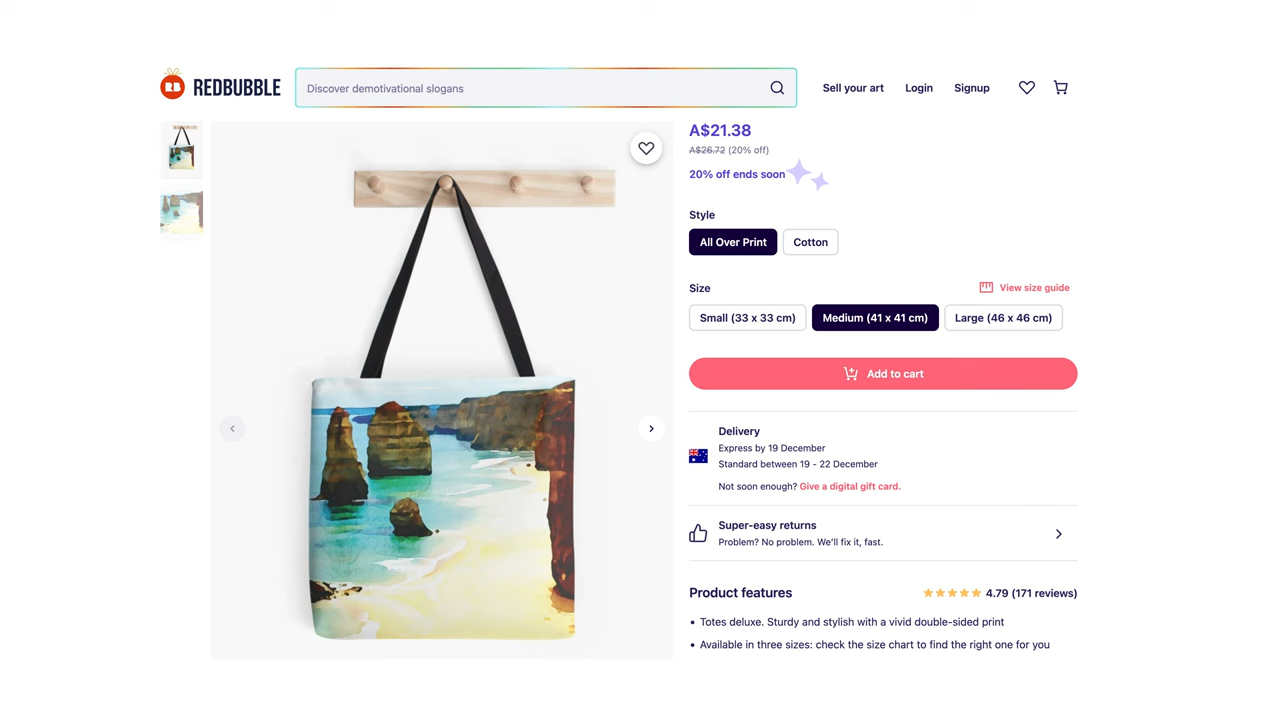 RB REDBUBBLE
Discover demotivational slogans
Sell your art
Login
Signup
A$21.38
A$26.72 (20% off)
20% off ends soon
Style
All Over Print
Cotton
Size
View size guide
Small (33 x 33 cm)
Medium (41 x 41 cm)
Large (46 x 46 cm)
Add to cart
Delivery
Express by 19 December
Standard between 19 - 22 December
Not soon enough? Give a digital gift card.
Super-easy returns
Problem? No problem. We’ll fix it, fast.
Product features
4.79 (171 reviews)
• Totes deluxe. Sturdy and stylish with a vivid double-sided print
• Available in three sizes: check the size chart to find the right one for you